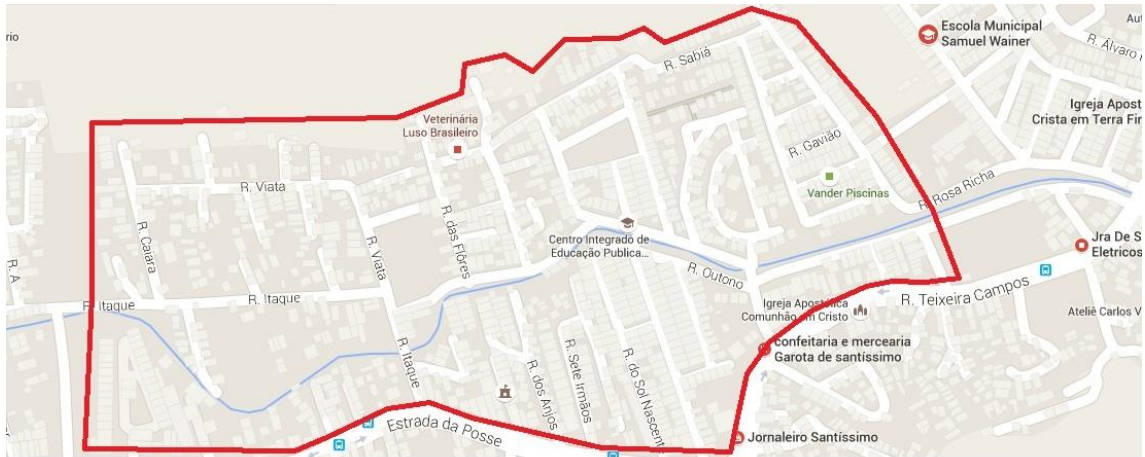 ório
Escola Municipal
Samuel Wainer
Aut
R. Álvaro
R. Sabiá
Igreja Apost
Crista em Terra Fir
Veterinária
Luso Brasileiro
R. Gavião
R. Viata
Vander Piscinas
R. Rosa Richa
R. Caiara
R. das Flôres
R. Viata
Centro Integrado de
Educação Publica...
Jra De S
Eletricos
R. A
R. Outono
R. Itaque
R. Itaque
R. Teixeira Campos
Igreja Apostólica
Comunhão em Cristo
Ateliê Carlos V
Confeitaria e mercearia
Garota de santíssimo
R. Itaque
R. dos Anjos
R. Sete Irmãos
R. do Sol Nascent
Estrada da Posse
Jornaleiro Santíssimo